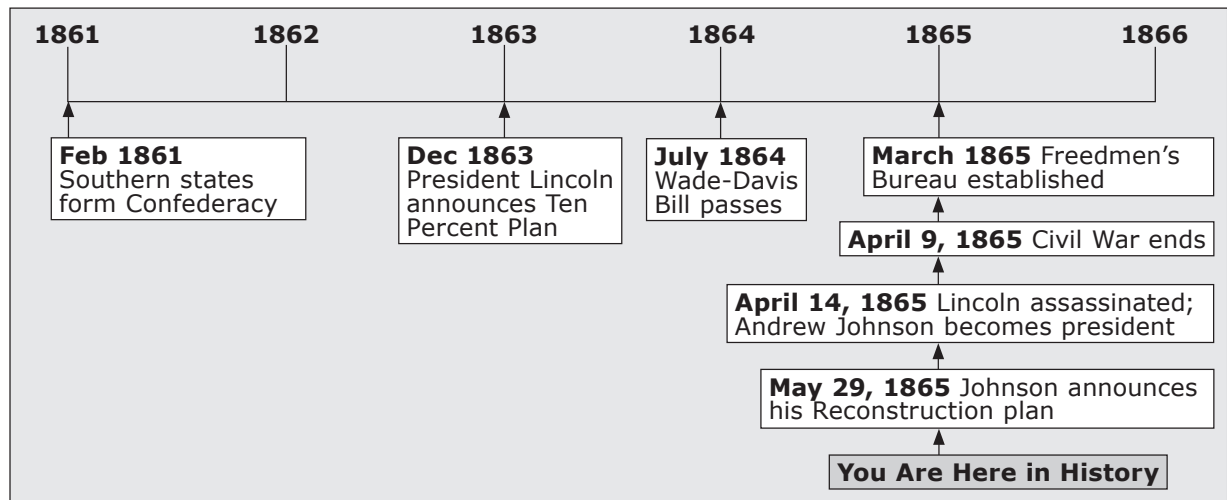 1861 1862 1863 1864 1865 1866
Feb 1861
Southern states
form Confederacy
Dec 1863
President Lincoln
announces Ten
Percent Plan
July 1864
Wade-Davis
Bill passes
March 1865 Freedmen’s
Bureau established
April 9, 1865 Civil War ends
April 14, 1865 Lincoln assassinated;
Andrew Johnson becomes president
May 29, 1865 Johnson announces
his Reconstruction plan
You Are Here in History